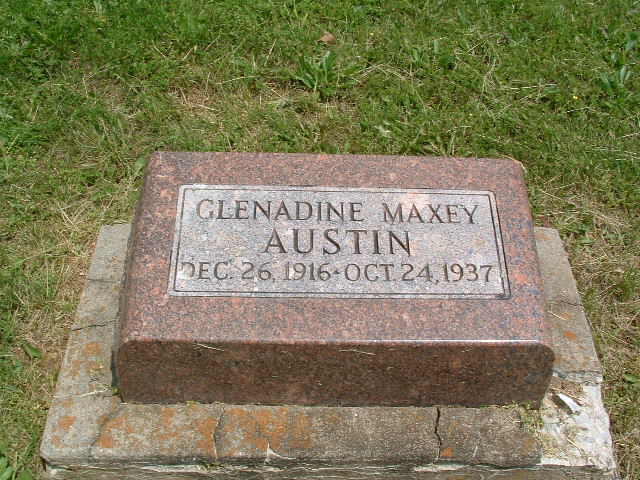 GLENADINE MAXEY
AUSTIN
DEC. 26, 1916 · OCT. 24, 1937